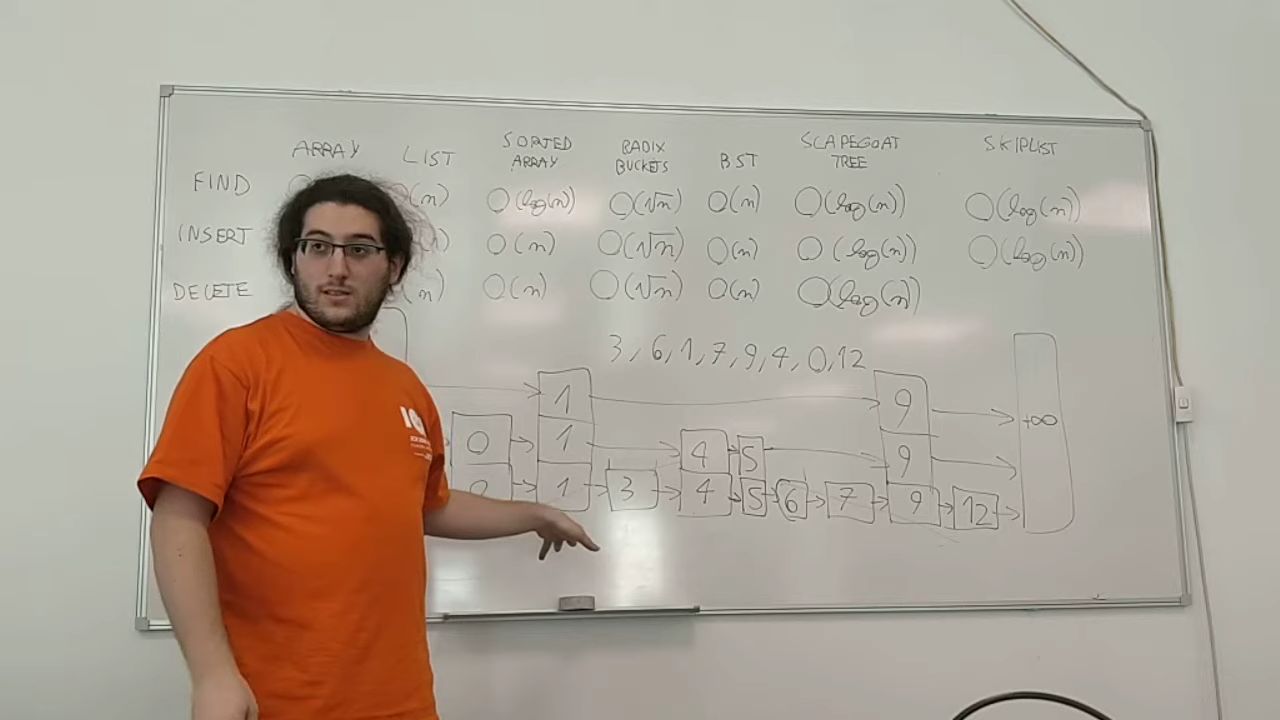 ARRAY LIST SORTED ARRAY RADIX BUCKETS BST SCAPEGOAT TREE SKIPLIST
FIND O(log(n)) O(√n) O(n) O(log(n)) O(log(n))
INSERT O(n) O(√n) O(n) O(log(n)) O(log(n))
DELETE O(n) O(√n) O(n) O(log(n))
3, 6, 1, 7, 9, 4, 0, 12
1 9
0 1 4 5 9 +∞
1 3 4 5 6 7 9 12